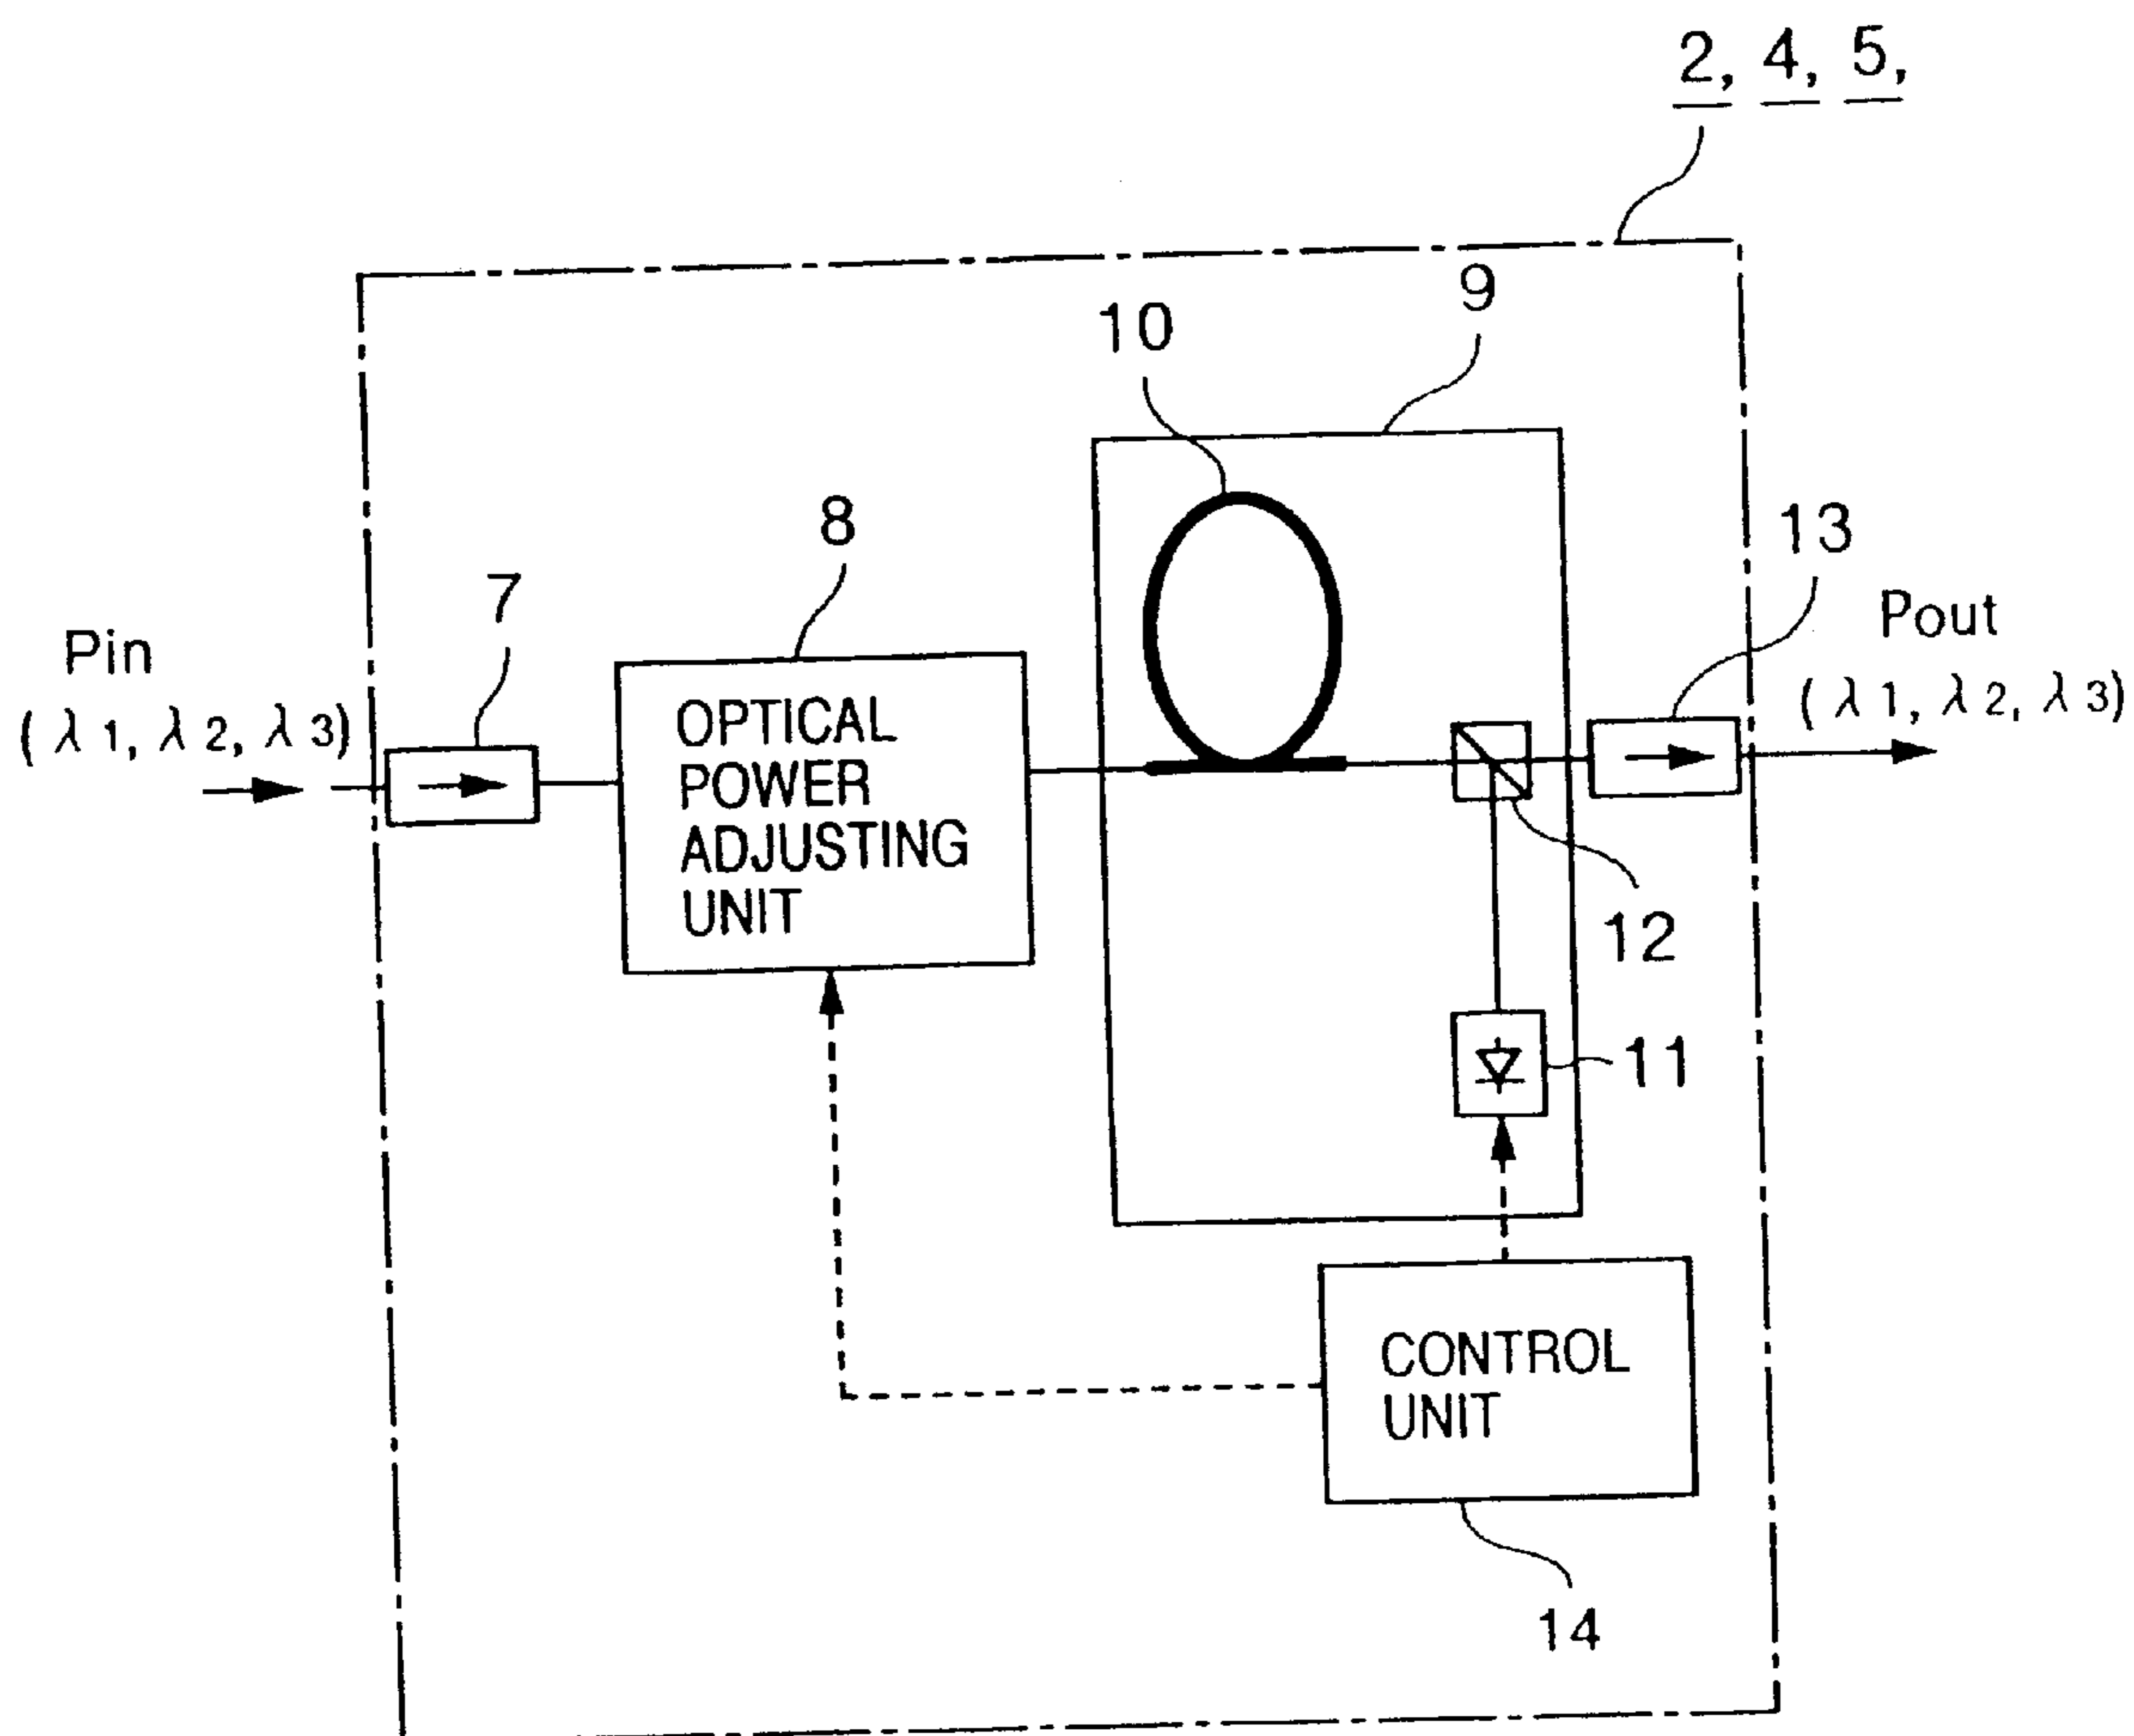 2, 4, 5,
9
10
8
13
7
Pout
Pin
(λ1, λ2, λ3)
(λ1, λ2, λ3)
OPTICAL
POWER
ADJUSTING
UNIT
12
11
CONTROL
UNIT
14